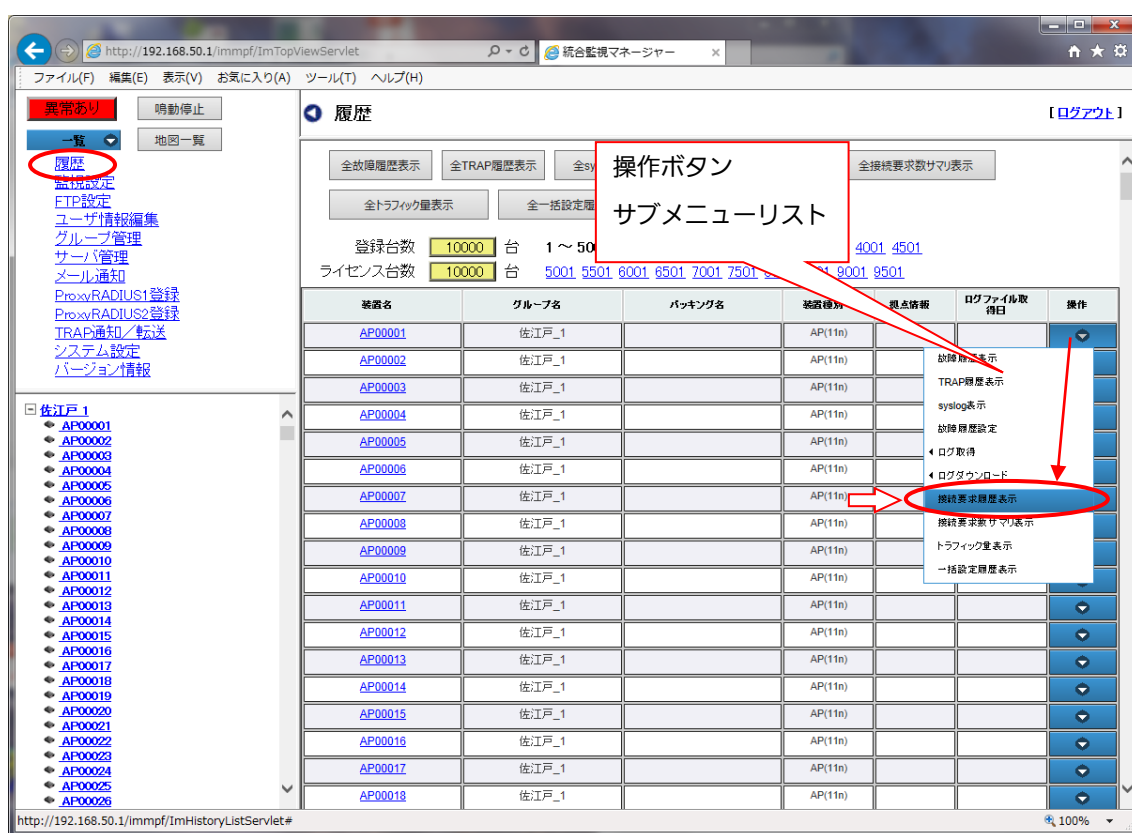 http://192.168.50.1/immpf/ImTopViewServlet
統合監視マネージャー
ファイル(F) 編集(E) 表示(V) お気に入り(A) ツール(T) ヘルプ(H)
異常あり 鳴動停止
一覧 地図一覧
履歴
監視設定
FTP設定
ユーザ情報編集
グループ管理
サーバ管理
メール通知
ProxyRADIUS1登録
ProxyRADIUS2登録
TRAP通知／転送
システム設定
バージョン情報
佐江戸_1
AP00001
AP00002
AP00003
AP00004
AP00005
AP00006
AP00007
AP00008
AP00009
AP00010
AP00011
AP00012
AP00013
AP00014
AP00015
AP00016
AP00017
AP00018
AP00019
AP00020
AP00021
AP00022
AP00023
AP00024
AP00025
AP00026
履歴 [ ログアウト ]
全故障履歴表示 全TRAP履歴表示 全sy 全接続要求数サマリ表示
全トラフィック量表示 全一括設定履
操作ボタン
サブメニューリスト
登録台数 10000 台 1～50 4001 4501
ライセンス台数 10000 台 5001 5501 6001 6501 7001 7501 9001 9501
装置名 グループ名 パッキング名 装置種別 拠点情報 ログファイル取得日 操作
AP00001 佐江戸_1 AP(11n)
AP00002 佐江戸_1 AP(11n)
AP00003 佐江戸_1 AP(11n)
AP00004 佐江戸_1 AP(11n)
AP00005 佐江戸_1 AP(11n)
AP00006 佐江戸_1 AP(11n)
AP00007 佐江戸_1 AP(11n)
AP00008 佐江戸_1 AP(11n)
AP00009 佐江戸_1 AP(11n)
AP00010 佐江戸_1 AP(11n)
AP00011 佐江戸_1 AP(11n)
AP00012 佐江戸_1 AP(11n)
AP00013 佐江戸_1 AP(11n)
AP00014 佐江戸_1 AP(11n)
AP00015 佐江戸_1 AP(11n)
AP00016 佐江戸_1 AP(11n)
AP00017 佐江戸_1 AP(11n)
AP00018 佐江戸_1 AP(11n)
故障履歴表示
TRAP履歴表示
syslog表示
故障履歴設定
ログ取得
ログダウンロード
接続要求履歴表示
接続要求数サマリ表示
トラフィック量表示
一括設定履歴表示
http://192.168.50.1/immpf/ImHistoryListServlet# 100%